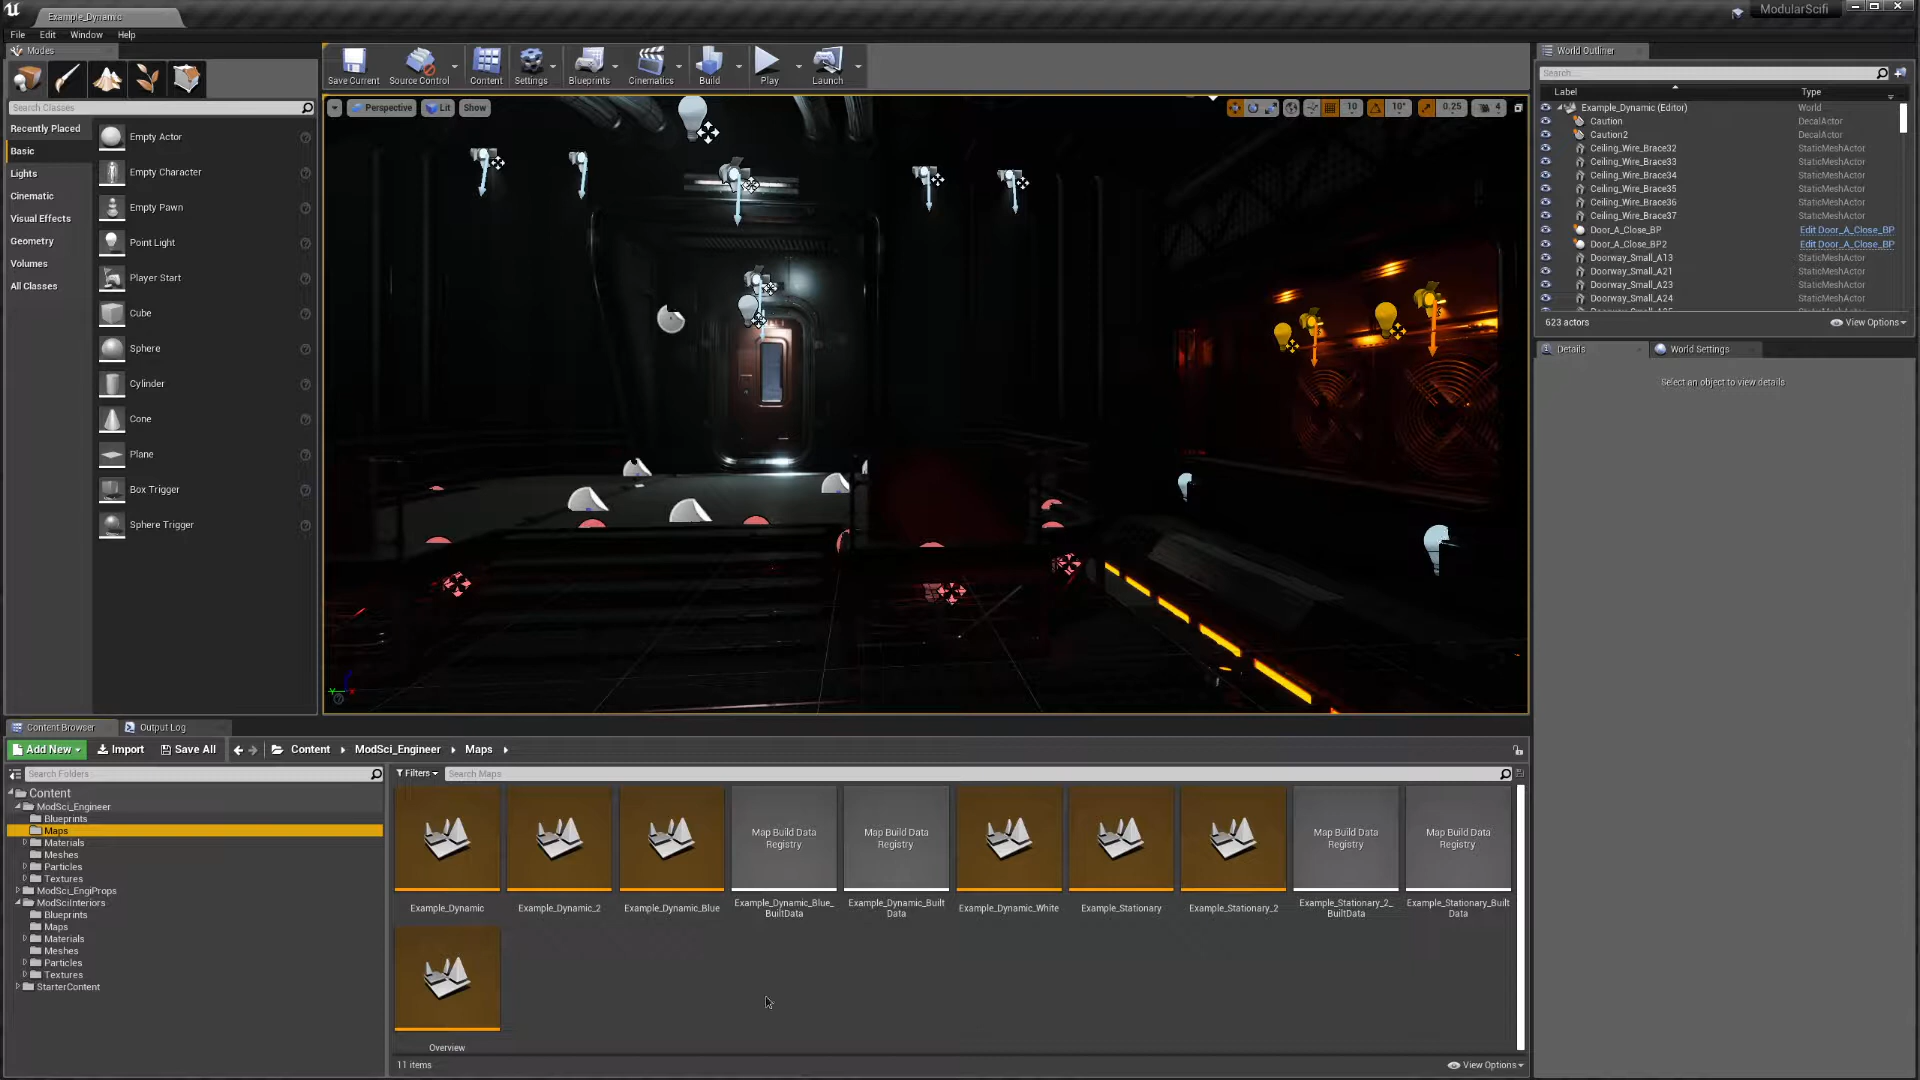 Example_Dynamic
ModularScifi
File Edit Window Help
Modes
Search Classes
Recently Placed
Basic
Lights
Cinematic
Visual Effects
Geometry
Volumes
All Classes
Empty Actor
Empty Character
Empty Pawn
Point Light
Player Start
Cube
Sphere
Cylinder
Cone
Plane
Box Trigger
Sphere Trigger
Save Current
Source Control
Content
Settings
Blueprints
Cinematics
Build
Play
Launch
Perspective
Lit
Show
10
10°
0.25
4
World Outliner
Search...
Label Type
Example_Dynamic (Editor) World
Caution DecalActor
Caution2 DecalActor
Ceiling_Wire_Brace32 StaticMeshActor
Ceiling_Wire_Brace33 StaticMeshActor
Ceiling_Wire_Brace34 StaticMeshActor
Ceiling_Wire_Brace35 StaticMeshActor
Ceiling_Wire_Brace36 StaticMeshActor
Ceiling_Wire_Brace37 StaticMeshActor
Door_A_Close_BP Edit Door_A_Close_BP
Door_A_Close_BP2 Edit Door_A_Close_BP
Doorway_Small_A13 StaticMeshActor
Doorway_Small_A21 StaticMeshActor
Doorway_Small_A23 StaticMeshActor
Doorway_Small_A24 StaticMeshActor
623 actors
View Options
Details
World Settings
Select an object to view details
Content Browser
Output Log
Add New
Import
Save All
Content
ModSci_Engineer
Maps
Search Folders
Filters
Search Maps
Content
ModSci_Engineer
Blueprints
Maps
Materials
Meshes
Particles
Textures
ModSci_EngiProps
ModSciInteriors
Blueprints
Maps
Materials
Meshes
Particles
Textures
StarterContent
Map Build Data
Registry
Map Build Data
Registry
Map Build Data
Registry
Map Build Data
Registry
Example_Dynamic
Example_Dynamic_2
Example_Dynamic_Blue
Example_Dynamic_Blue_
BuiltData
Example_Dynamic_Built
Data
Example_Dynamic_White
Example_Stationary
Example_Stationary_2
Example_Stationary_2_
BuiltData
Example_Stationary_Built
Data
Overview
11 items
View Options